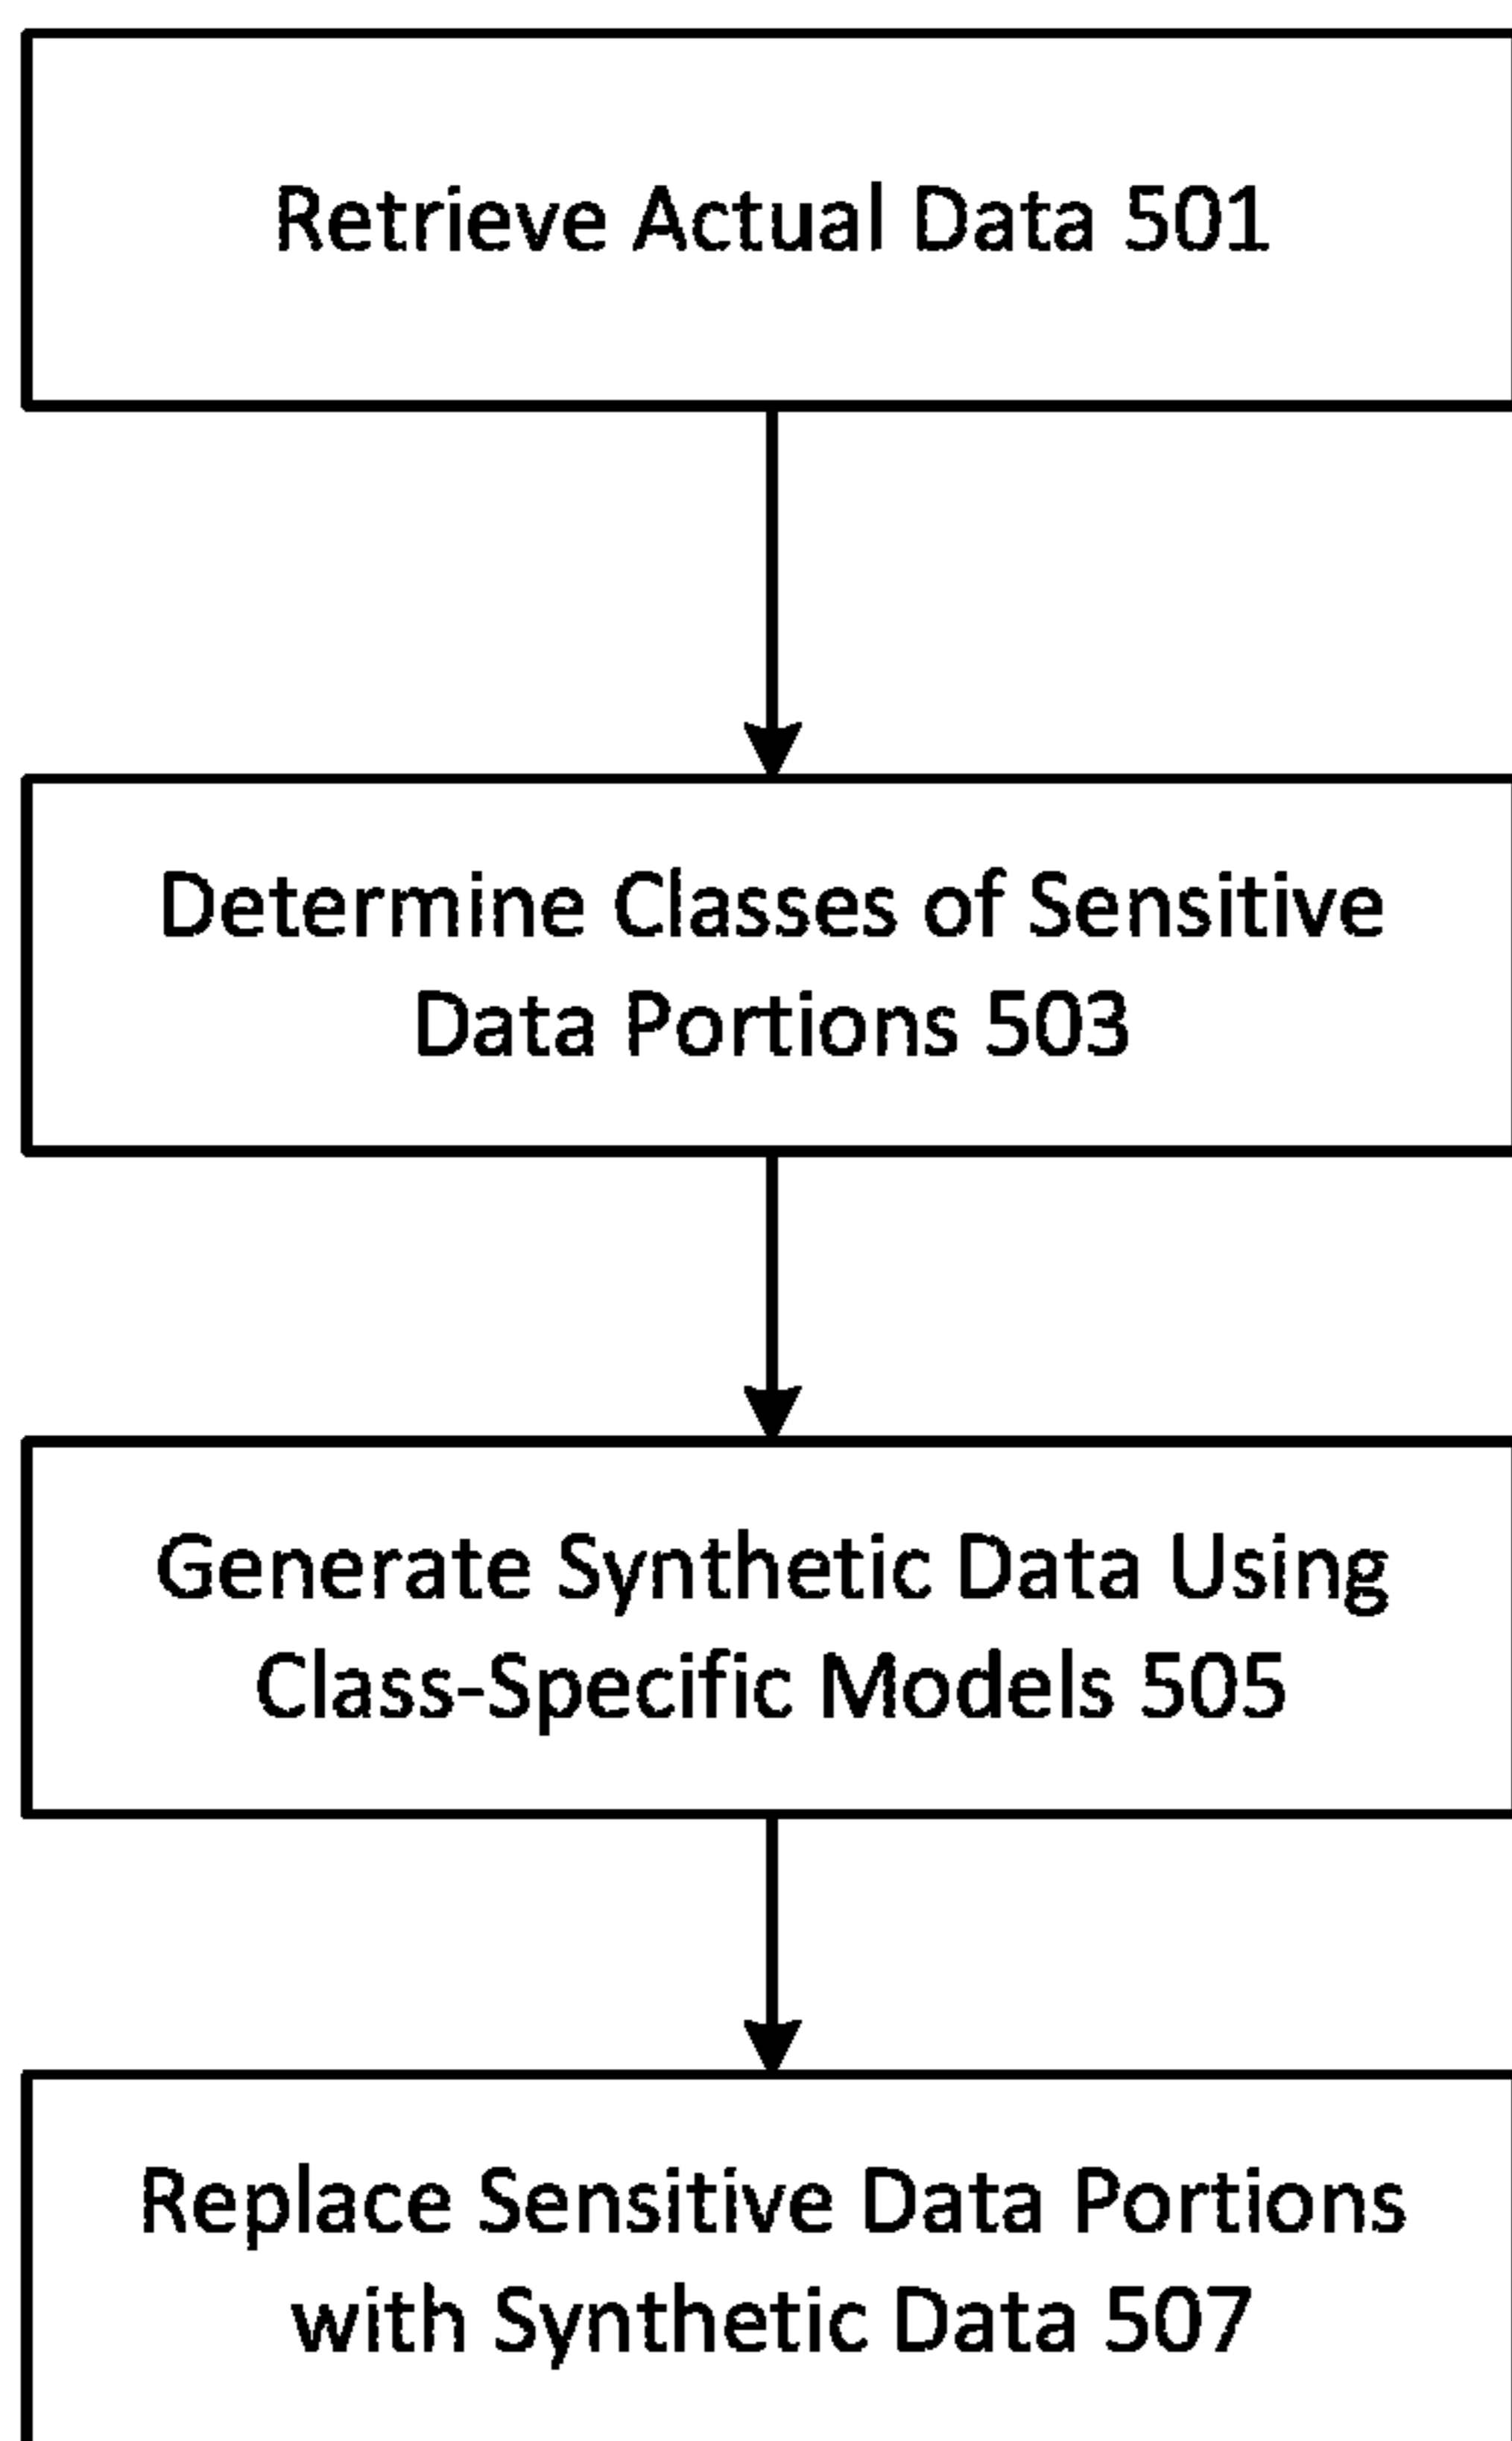 Retrieve Actual Data 501
Determine Classes of Sensitive
Data Portions 503
Generate Synthetic Data Using
Class-Specific Models 505
Replace Sensitive Data Portions
with Synthetic Data 507